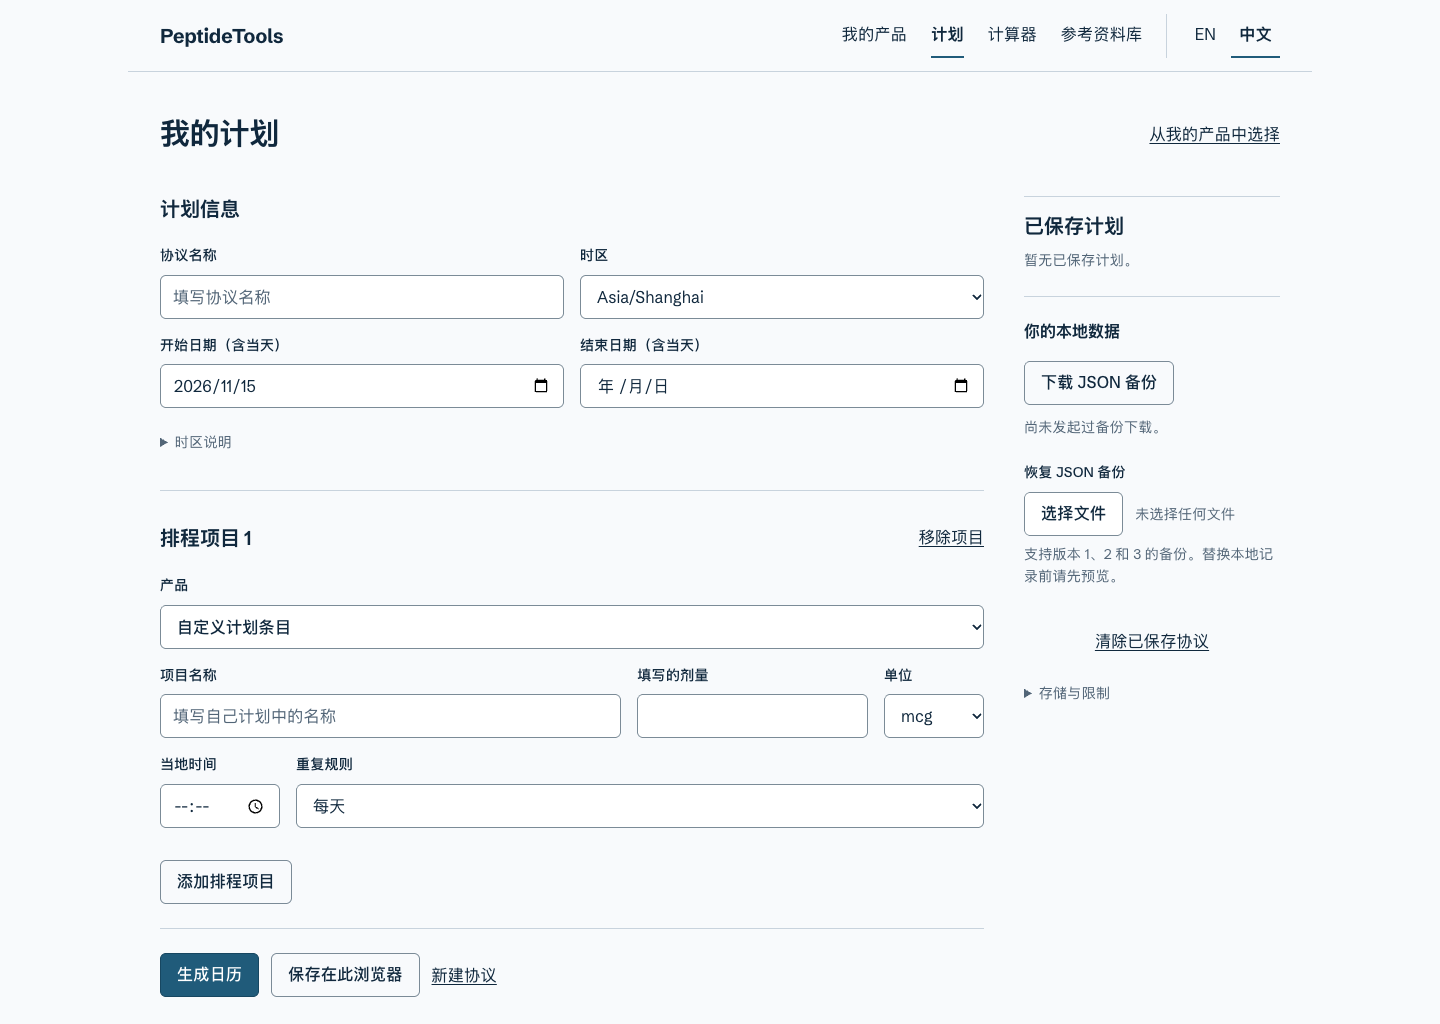 PeptideTools
我的产品 计划 计算器 参考资料库 EN 中文
我的计划
从我的产品中选择
计划信息
协议名称 时区
填写协议名称 Asia/Shanghai
开始日期（含当天） 结束日期（含当天）
2026/11/15 年 /月/日
时区说明
排程项目 1
移除项目
产品
自定义计划条目
项目名称 填写的剂量 单位
填写自己计划中的名称 mcg
当地时间 重复规则
--:-- 每天
添加排程项目
生成日历 保存在此浏览器 新建协议
已保存计划
暂无已保存计划。
你的本地数据
下载 JSON 备份
尚未发起过备份下载。
恢复 JSON 备份
选择文件 未选择任何文件
支持版本 1、2 和 3 的备份。替换本地记
录前请先预览。
清除已保存协议
存储与限制